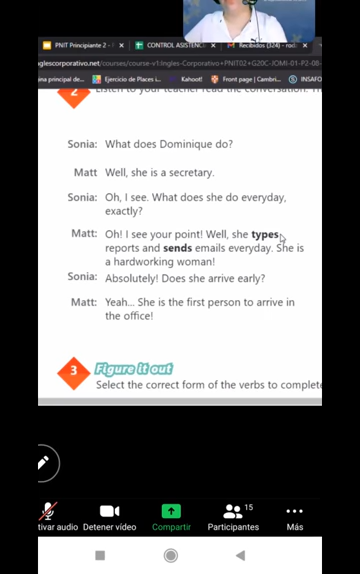 PNIT Principiante 2 - F
CONTROL ASISTENC
Recibidos (324) - roci
nglescorporativo.net/courses/course-v1:Ingles-Corporativo+PNIT02+G20C-JOMI-01-P2-08-
ina principal de...
Ejercicio de Places i...
Kahoot!
Front page | Cambri...
INSAFO
2 Listen to your teacher read the conversation.
Sonia: What does Dominique do?
Matt Well, she is a secretary.
Sonia: Oh, I see. What does she do everyday,
exactly?
Matt: Oh! I see your point! Well, she types
reports and sends emails everyday. She is
a hardworking woman!
Sonia: Absolutely! Does she arrive early?
Matt: Yeah... She is the first person to arrive in
the office!
3 Figure it out
Select the correct form of the verbs to complete
15
tivar audio
Detener vídeo
Compartir
Participantes
Más